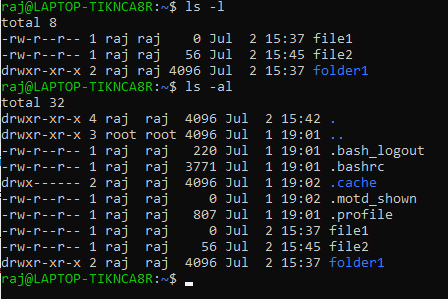 raj@LAPTOP-TIKNCA8R:~$ ls -l
total 8
-rw-r--r-- 1 raj raj    0 Jul  2 15:37 file1
-rw-r--r-- 1 raj raj   56 Jul  2 15:45 file2
drwxr-xr-x 2 raj raj 4096 Jul  2 15:37 folder1
raj@LAPTOP-TIKNCA8R:~$ ls -al
total 32
drwxr-xr-x 4 raj  raj  4096 Jul  2 15:42 .
drwxr-xr-x 3 root root 4096 Jul  1 19:01 ..
-rw-r--r-- 1 raj  raj   220 Jul  1 19:01 .bash_logout
-rw-r--r-- 1 raj  raj  3771 Jul  1 19:01 .bashrc
drwx------ 2 raj  raj  4096 Jul  1 19:02 .cache
-rw-r--r-- 1 raj  raj     0 Jul  1 19:02 .motd_shown
-rw-r--r-- 1 raj  raj   807 Jul  1 19:01 .profile
-rw-r--r-- 1 raj  raj     0 Jul  2 15:37 file1
-rw-r--r-- 1 raj  raj    56 Jul  2 15:45 file2
drwxr-xr-x 2 raj  raj  4096 Jul  2 15:37 folder1
raj@LAPTOP-TIKNCA8R:~$